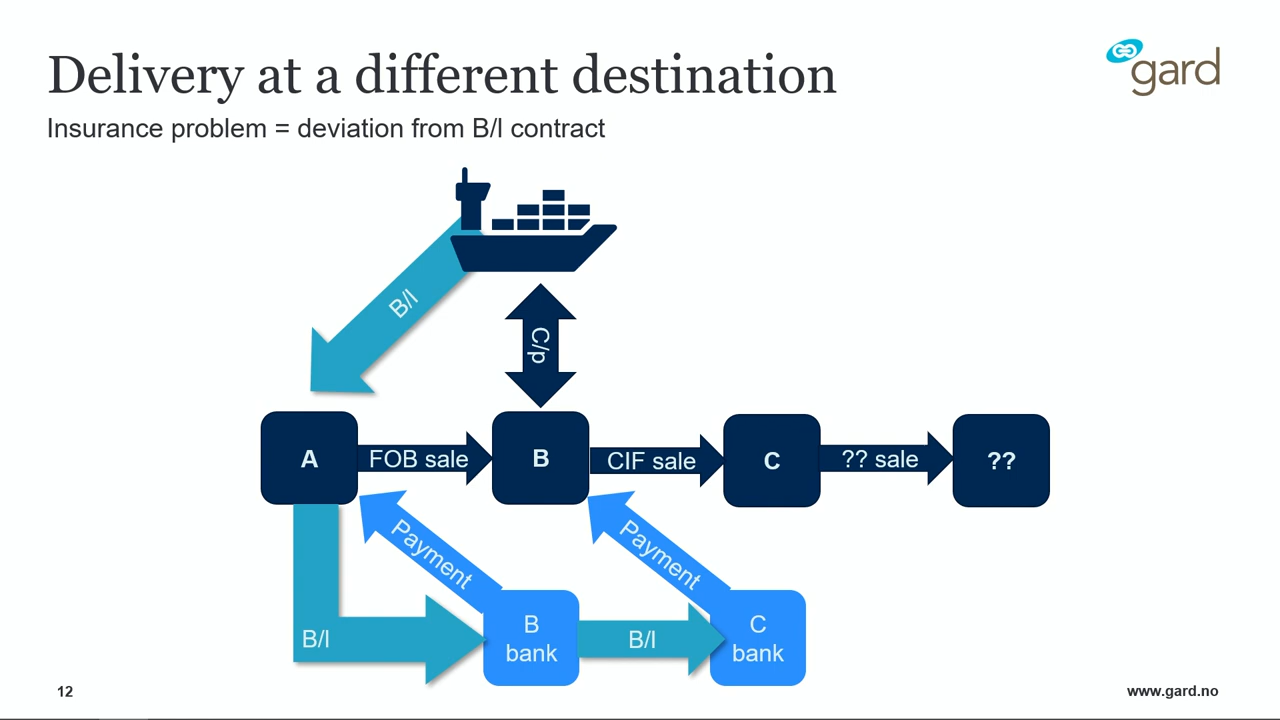 Delivery at a different destination
gard
Insurance problem = deviation from B/l contract
B/l
C/p
A
FOB sale
B
CIF sale
C
?? sale
??
Payment
Payment
B/l
B
bank
B/l
C
bank
12
www.gard.no